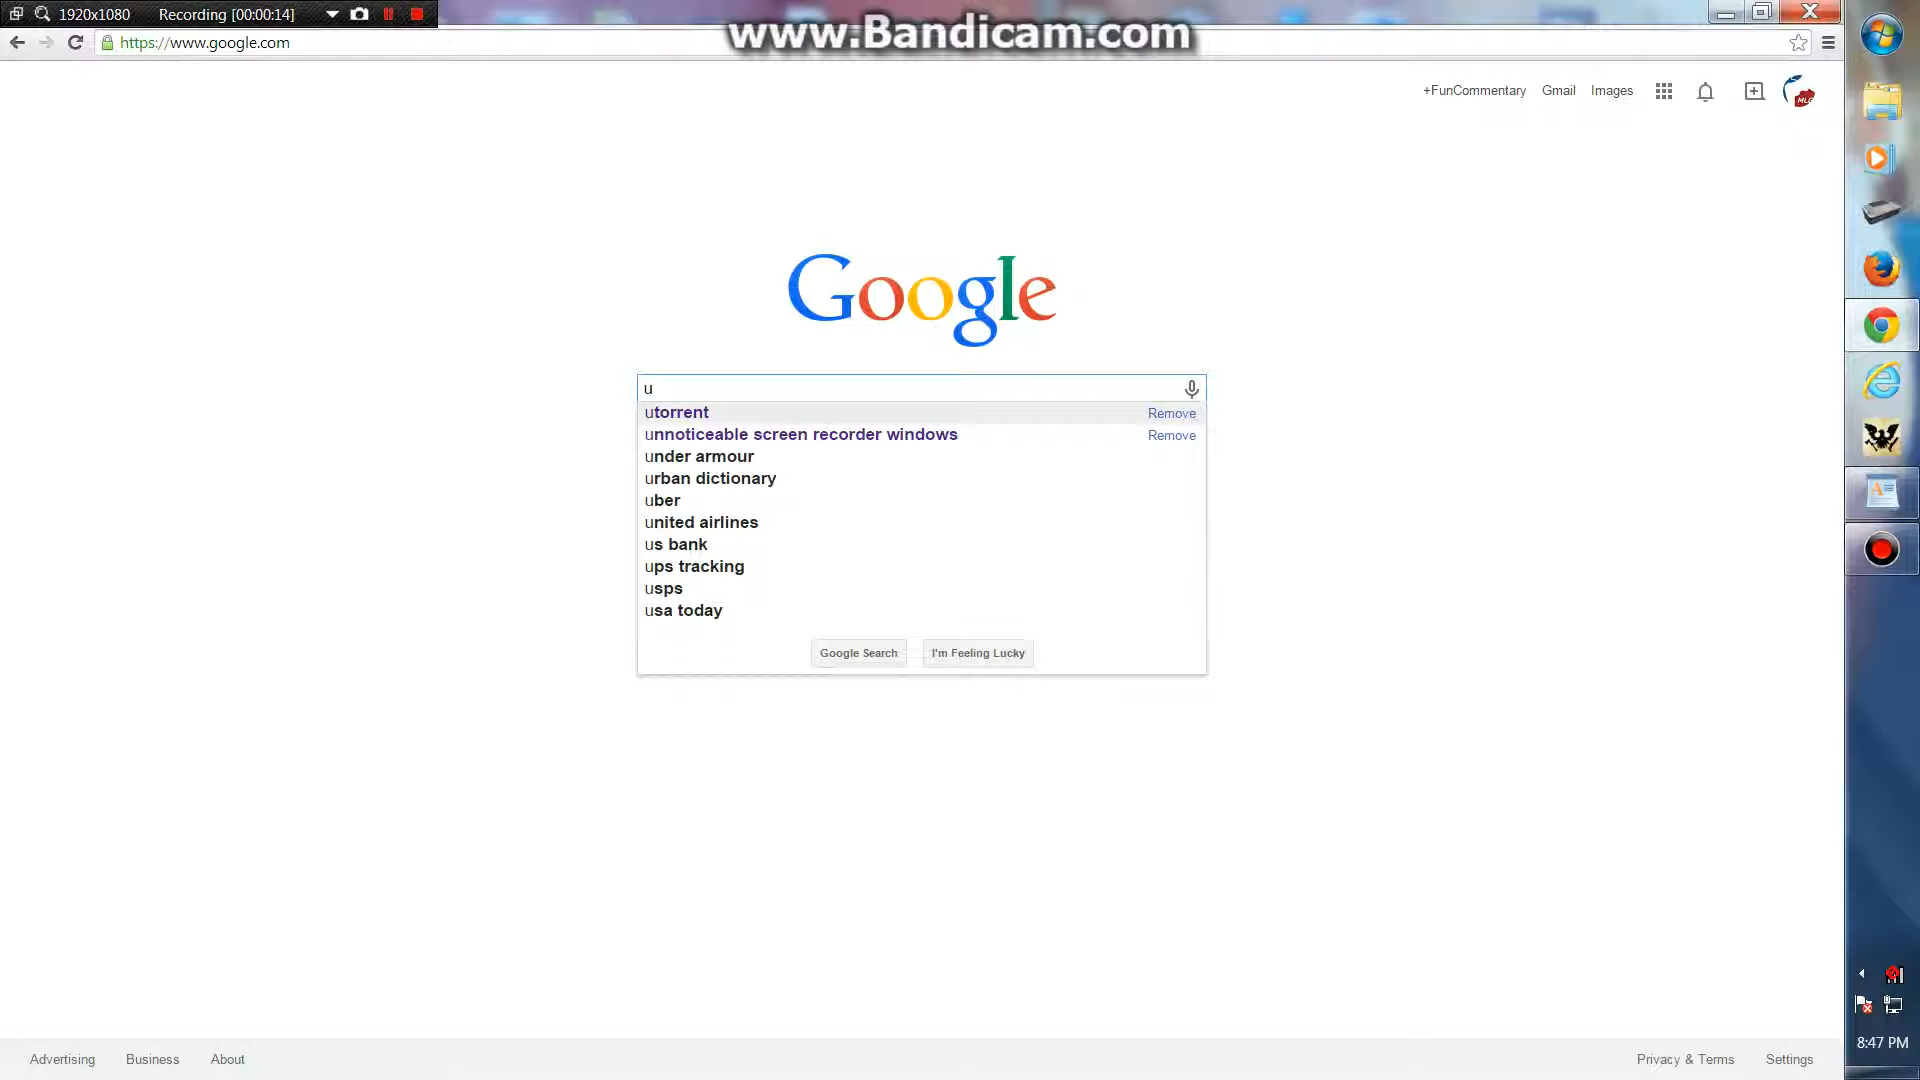 1920x1080 Recording [00:00:14]
www.Bandicam.com
https://www.google.com
+FunCommentary Gmail Images
MLG
Google
u
utorrent Remove
unnoticeable screen recorder windows Remove
under armour
urban dictionary
uber
united airlines
us bank
ups tracking
usps
usa today
Google Search I'm Feeling Lucky
8:47 PM
Advertising Business About Privacy & Terms Settings